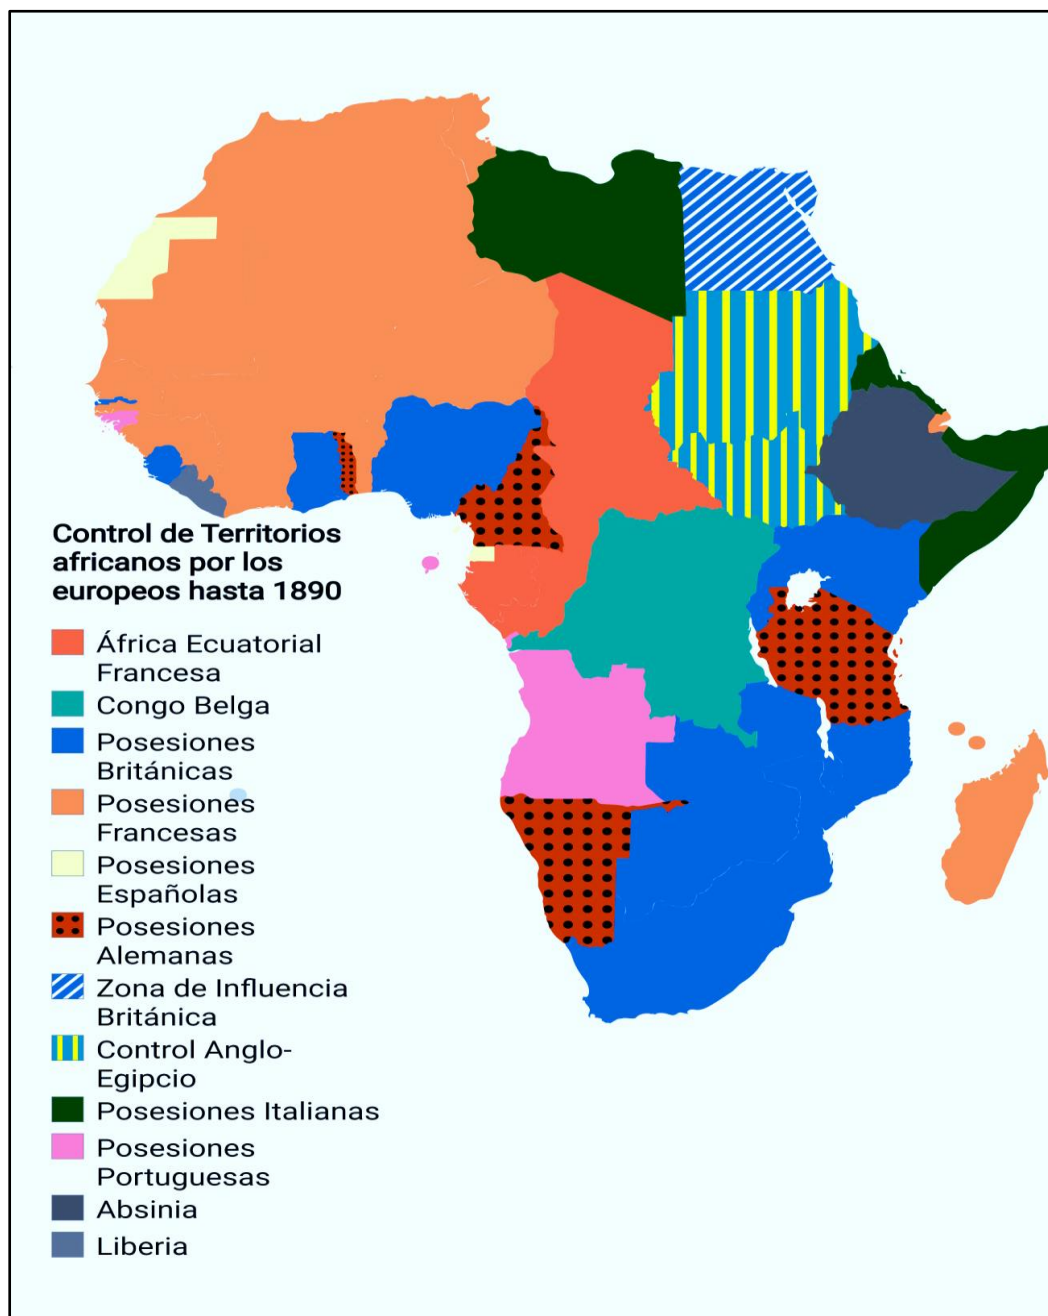 Control de Territorios
africanos por los
europeos hasta 1890
África Ecuatorial
Francesa
Congo Belga
Posesiones
Británicas
Posesiones
Francesas
Posesiones
Españolas
Posesiones
Alemanas
Zona de Influencia
Británica
Control Anglo-
Egipcio
Posesiones Italianas
Posesiones
Portuguesas
Absinia
Liberia